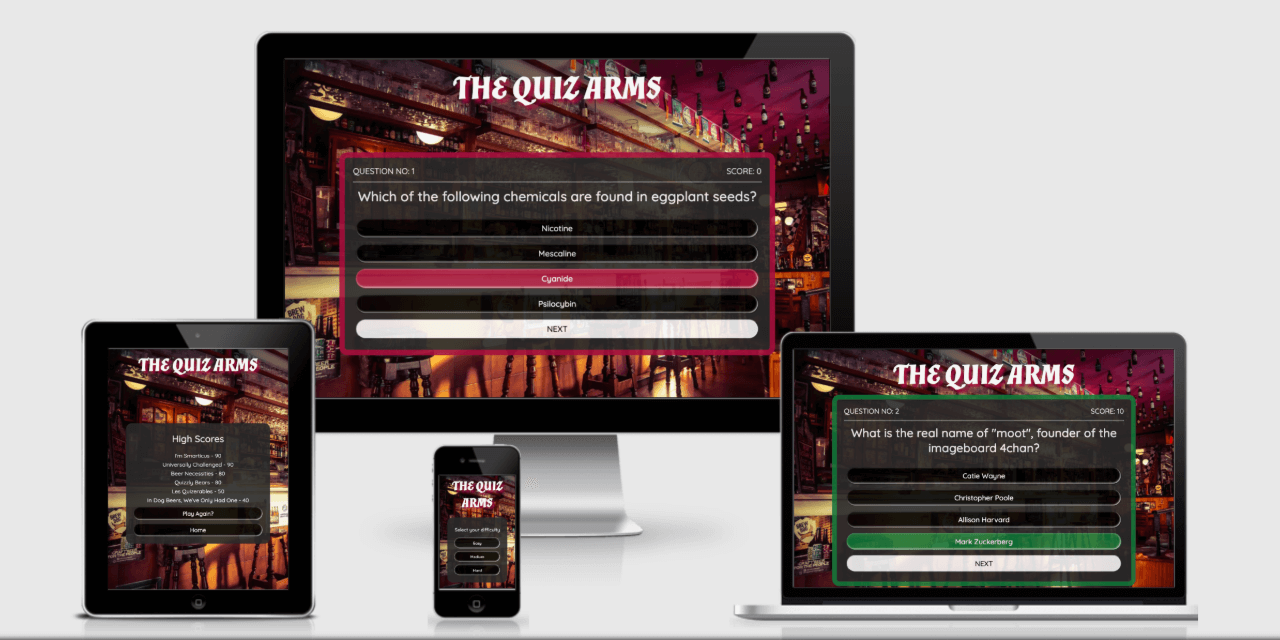 THE QUIZ ARMS
QUESTION NO: 1 SCORE: 0
Which of the following chemicals are found in eggplant seeds?
Nicotine
Mescaline
Cyanide
Psilocybin
NEXT
THE QUIZ ARMS
High Scores
I'm Smarticus - 90
Universally Challenged - 90
Beer Necessities - 80
Quizzly Bears - 80
Les Quizerables - 50
In Dog Beers, We've Only Had One - 40
Play Again?
Home
THE QUIZ
ARMS
Select your difficulty
Easy
Medium
Hard
THE QUIZ ARMS
QUESTION NO: 2 SCORE: 10
What is the real name of "moot", founder of the
imageboard 4chan?
Catie Wayne
Christopher Poole
Allison Harvard
Mark Zuckerberg
NEXT